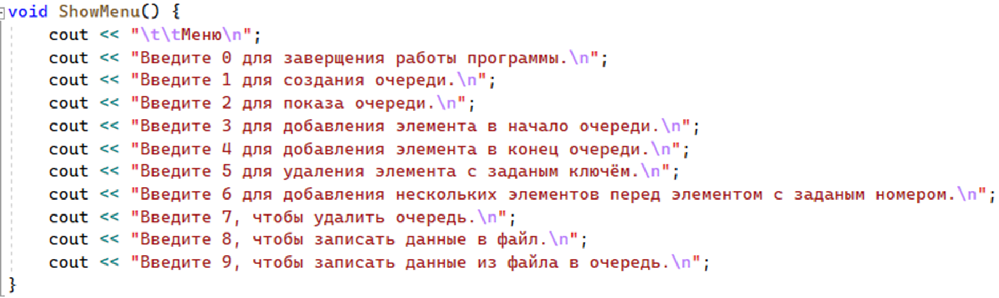 void ShowMenu() {
    cout << "\t\tМеню\n";
    cout << "Введите 0 для заверщения работы программы.\n";
    cout << "Введите 1 для создания очереди.\n";
    cout << "Введите 2 для показа очереди.\n";
    cout << "Введите 3 для добавления элемента в начало очереди.\n";
    cout << "Введите 4 для добавления элемента в конец очереди.\n";
    cout << "Введите 5 для удаления элемента с заданым ключём.\n";
    cout << "Введите 6 для добавления нескольких элементов перед элементом с заданым номером.\n";
    cout << "Введите 7, чтобы удалить очередь.\n";
    cout << "Введите 8, чтобы записать данные в файл.\n";
    cout << "Введите 9, чтобы записать данные из файла в очередь.\n";
}